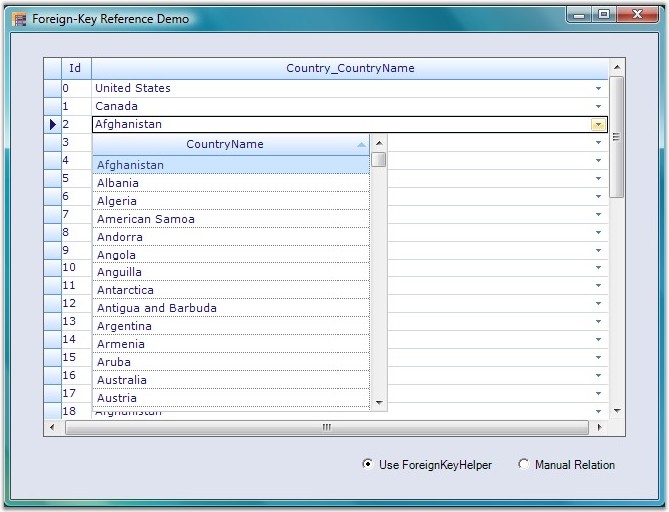 Foreign-Key Reference Demo
Id Country_CountryName
0 United States
1 Canada
2 Afghanistan
3 CountryName
4 Afghanistan
5 Albania
6 Algeria
7 American Samoa
8 Andorra
9 Angola
10 Anguilla
11 Antarctica
12 Antigua and Barbuda
13 Argentina
14 Armenia
15 Aruba
16 Australia
17 Austria
18 Afghanistan
Use ForeignKeyHelper Manual Relation